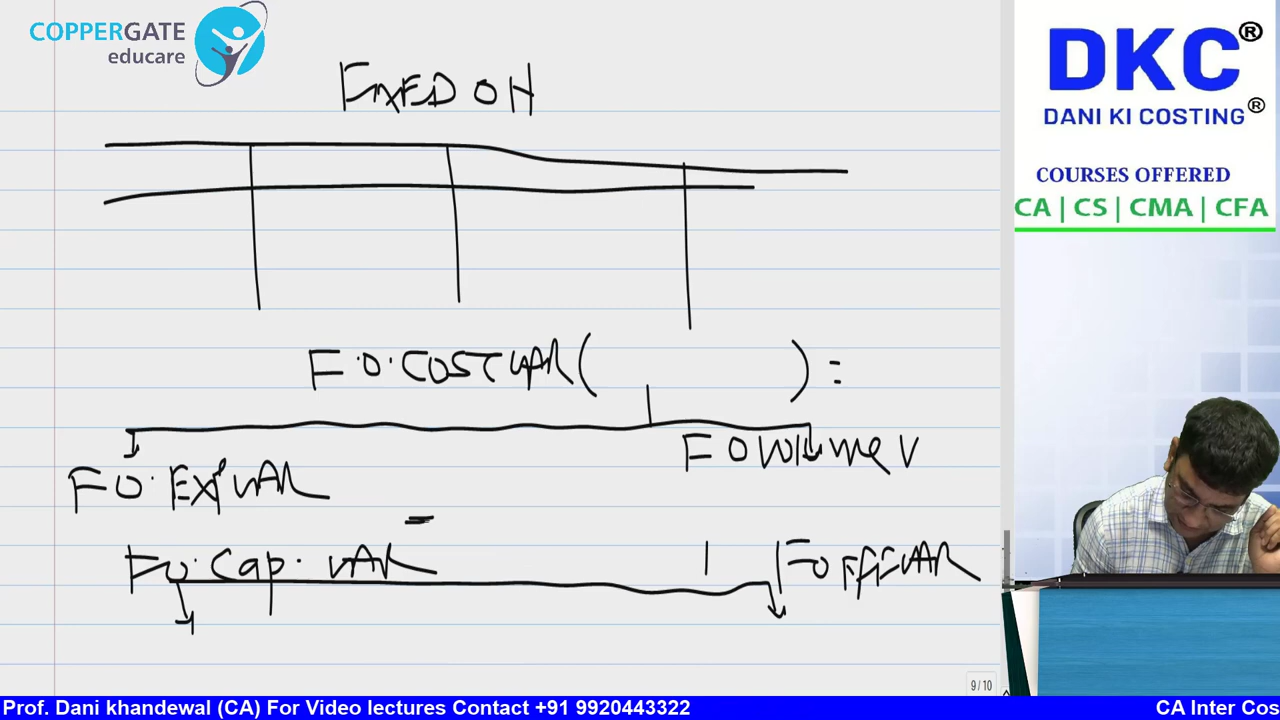 COPPERGATE
educare
FIXED OH
F.O.COST VAR ( ) =
F O VOLUME V
F O. EXP VAR
FO. Cap. VAR
FO EFF VAR
9 / 10
DKC®
DANI KI COSTING®
COURSES OFFERED
CA | CS | CMA | CFA
Prof. Dani khandewal (CA) For Video lectures Contact +91 9920443322
CA Inter Cos